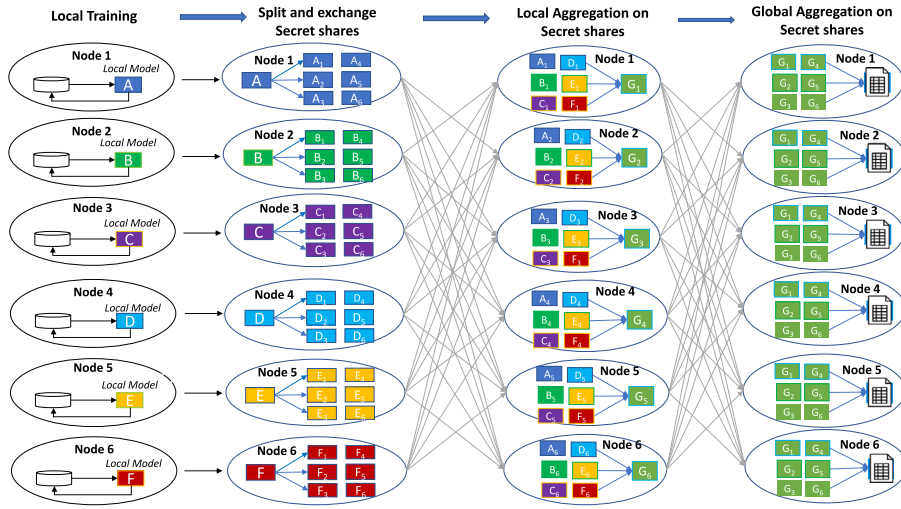 Local Training
Split and exchange
Secret shares
Local Aggregation on
Secret shares
Global Aggregation on
Secret shares
Node 1
Local Model
A
Node 2
Local Model
B
Node 3
Local Model
C
Node 4
Local Model
D
Node 5
Local Model
E
Node 6
Local Model
F
Node 1
A A1 A4
A2 A5
A3 A6
Node 2
B B1 B4
B2 B5
B3 B6
Node 3
C C1 C4
C2 C5
C3 C6
Node 4
D D1 D4
D2 D5
D3 D6
Node 5
E E1 E4
E2 E5
E3 E6
Node 6
F F1 F4
F2 F5
F3 F6
Node 1
A1 D1
B1 E1 G1
C1 F1
Node 2
A2 D2
B2 E2 G2
C2 F2
Node 3
A3 D3
B3 E3 G3
C3 F3
Node 4
A4 D4
B4 E4 G4
C4 F4
Node 5
A5 D5
B5 E5 G5
C5 F5
Node 6
A6 D6
B6 E6 G6
C6 F6
Node 1
G1 G4
G2 G5
G3 G6
Node 2
G1 G4
G2 G5
G3 G6
Node 3
G1 G4
G2 G5
G3 G6
Node 4
G1 G4
G2 G5
G3 G6
Node 5
G1 G4
G2 G5
G3 G6
Node 6
G1 G4
G2 G5
G3 G6